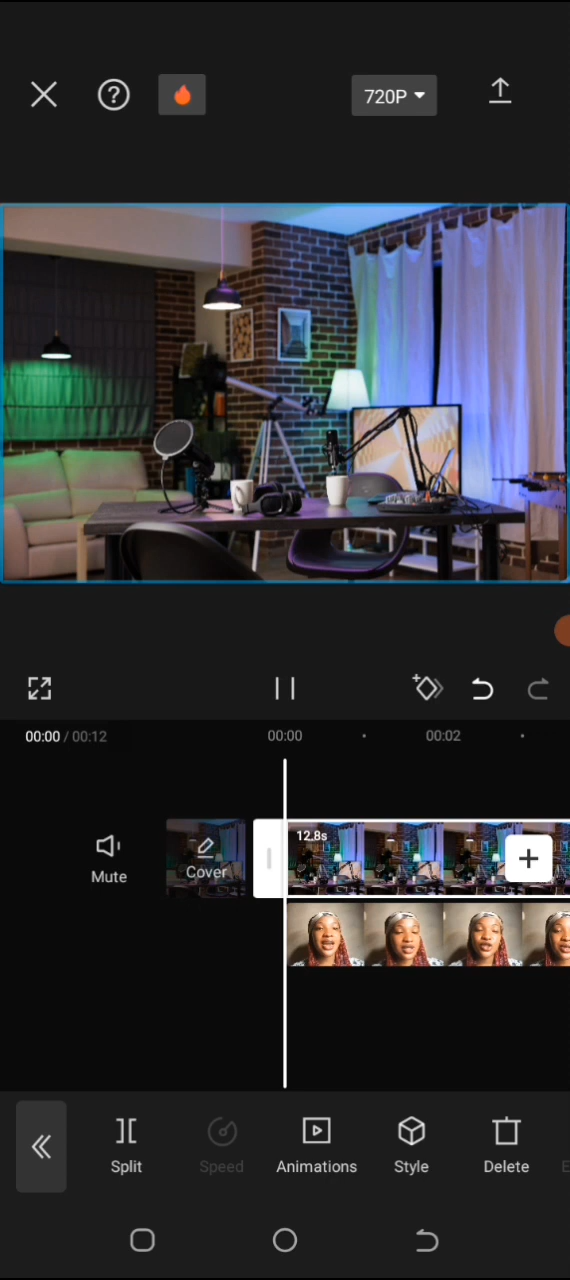 720P
00:00 / 00:12
00:00
00:02
12.8s
Mute
Cover
Split
Speed
Animations
Style
Delete